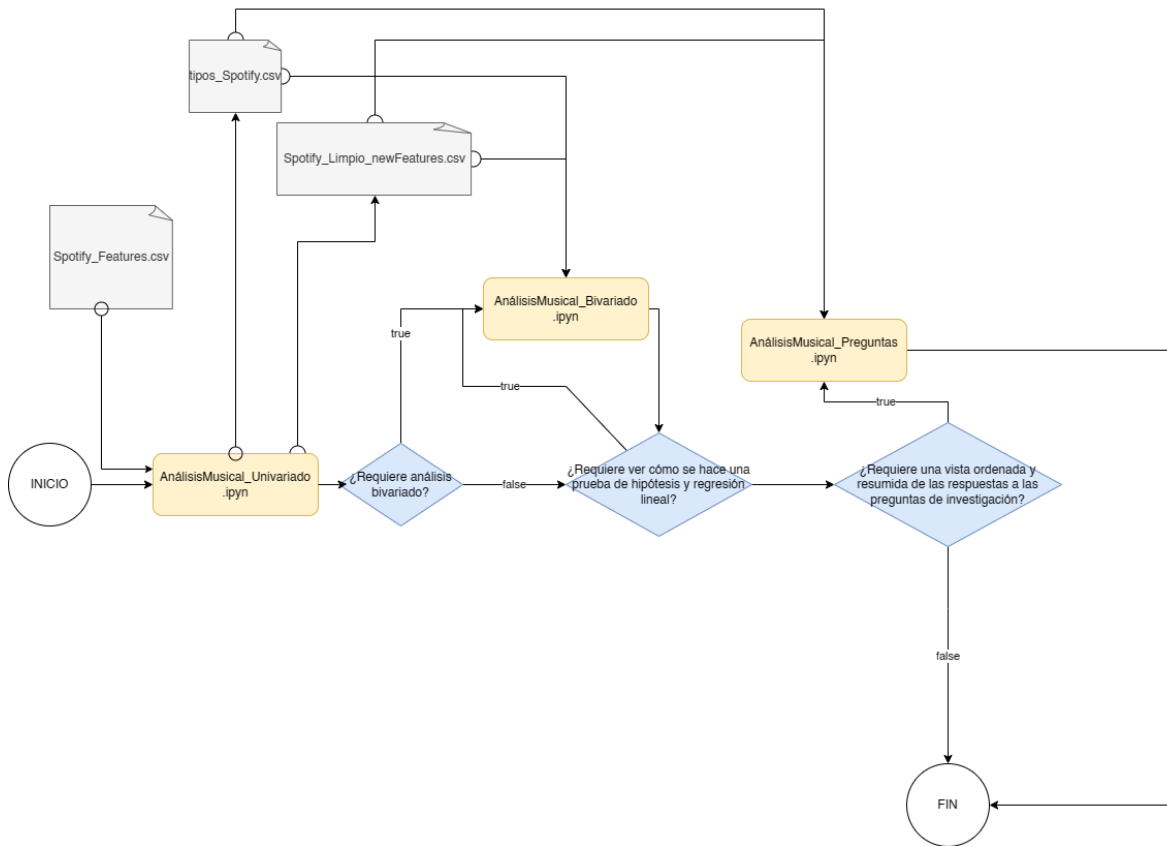 tipos_Spotify.csv
Spotify_Limpio_newFeatures.csv
Spotify_Features.csv
AnálisisMusical_Bivariado
.ipyn
true
AnálisisMusical_Preguntas
.ipyn
true
true
INICIO
AnálisisMusical_Univariado
.ipyn
¿Requiere análisis
bivariado?
false
¿Requiere ver cómo se hace una
prueba de hipótesis y regresión
lineal?
¿Requiere una vista ordenada y
resumida de las respuestas a las
preguntas de investigación?
false
FIN